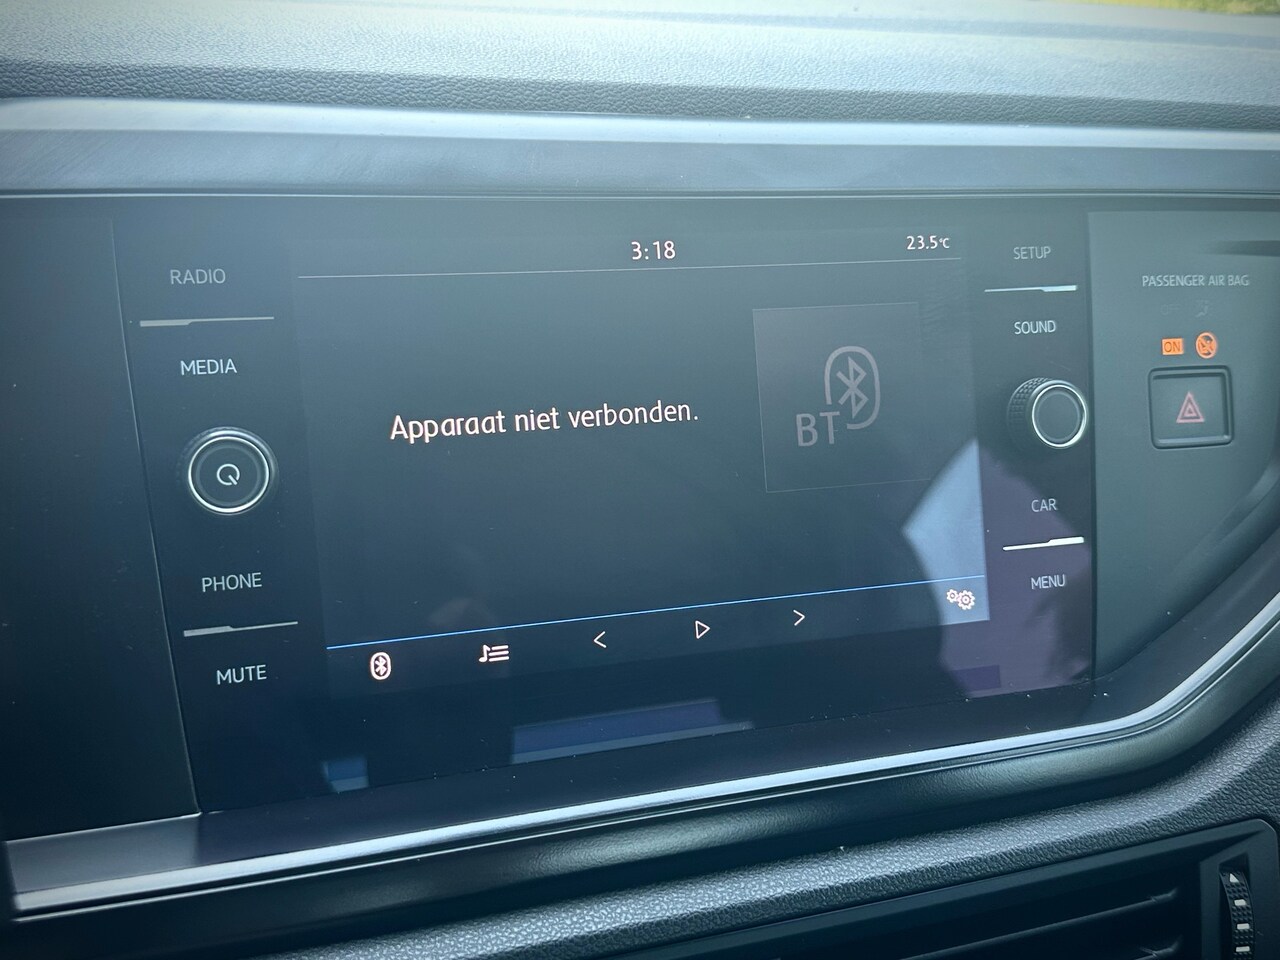 3:18
23.5°C
RADIO
MEDIA
PHONE
MUTE
Apparaat niet verbonden.
BT
SETUP
SOUND
CAR
MENU
PASSENGER AIR BAG
ON